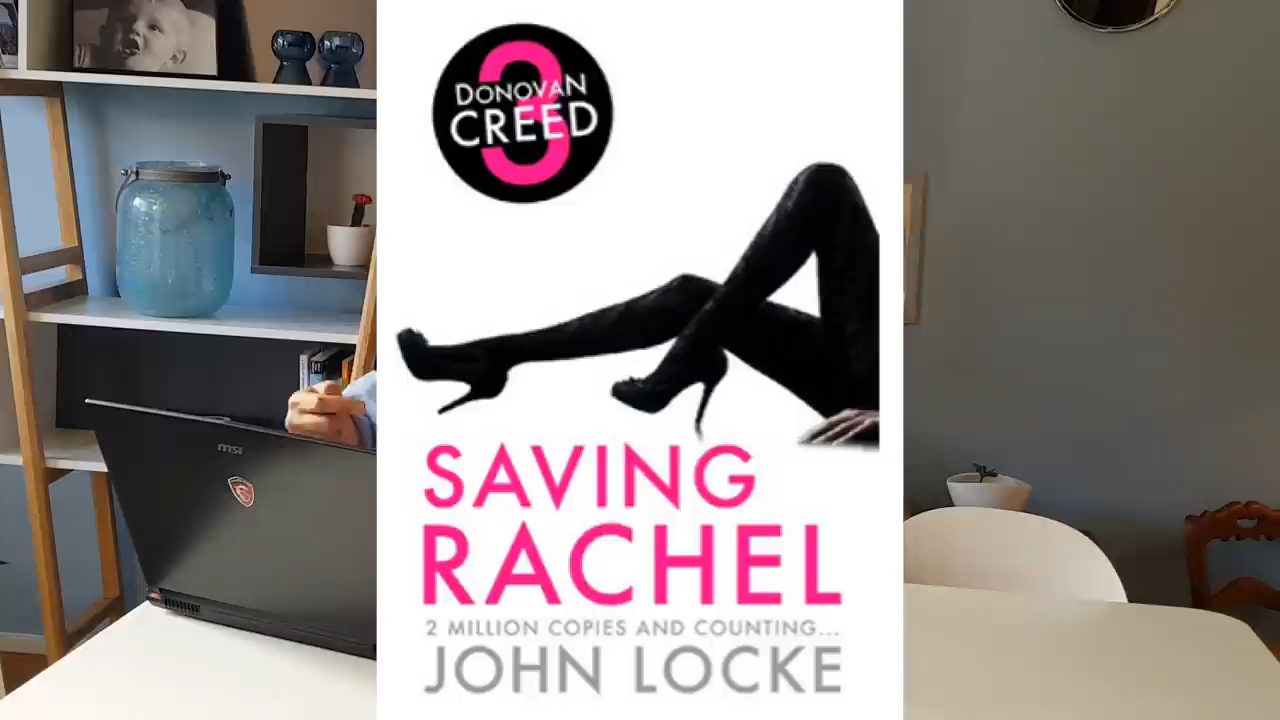 3
DONOVAN
CREED
SAVING
RACHEL
2 MILLION COPIES AND COUNTING...
JOHN LOCKE
msi